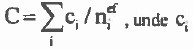 C = ∑ᵢ cᵢ / nᵢᵉᶠ , unde cᵢ